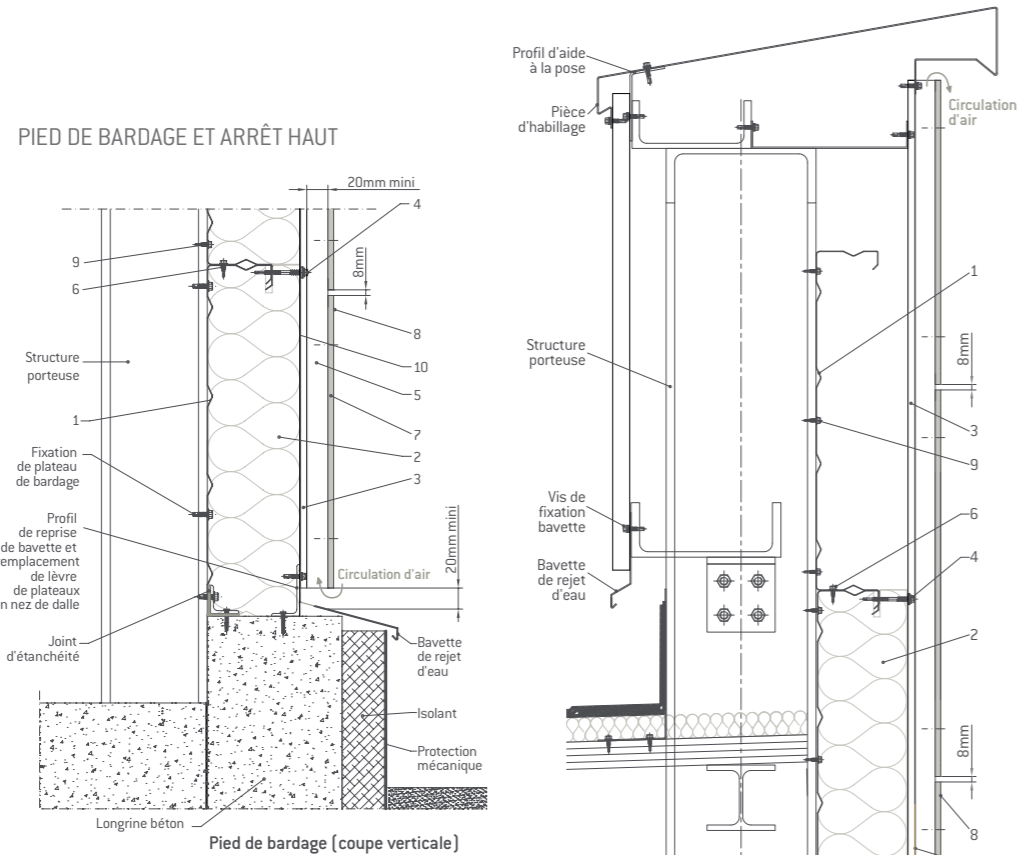 PIED DE BARDAGE ET ARRÊT HAUT
20mm mini
4
8mm
9
6
8
10
5
7
2
3
Structure
porteuse
1
Fixation
de plateau
de bardage
Profil
de reprise
de bavette et
emplacement
de lèvre
de plateaux
n nez de dalle
Joint
d'étanchéité
20mm mini
Circulation d'air
Bavette
de rejet
d'eau
Isolant
Protection
mécanique
Longrine béton
Pied de bardage (coupe verticale)
Profil d'aide
à la pose
Pièce
d'habillage
Circulation
d'air
1
Structure
porteuse
8mm
3
9
Vis de
fixation
bavette
6
4
Bavette
de rejet
d'eau
2
8mm
8